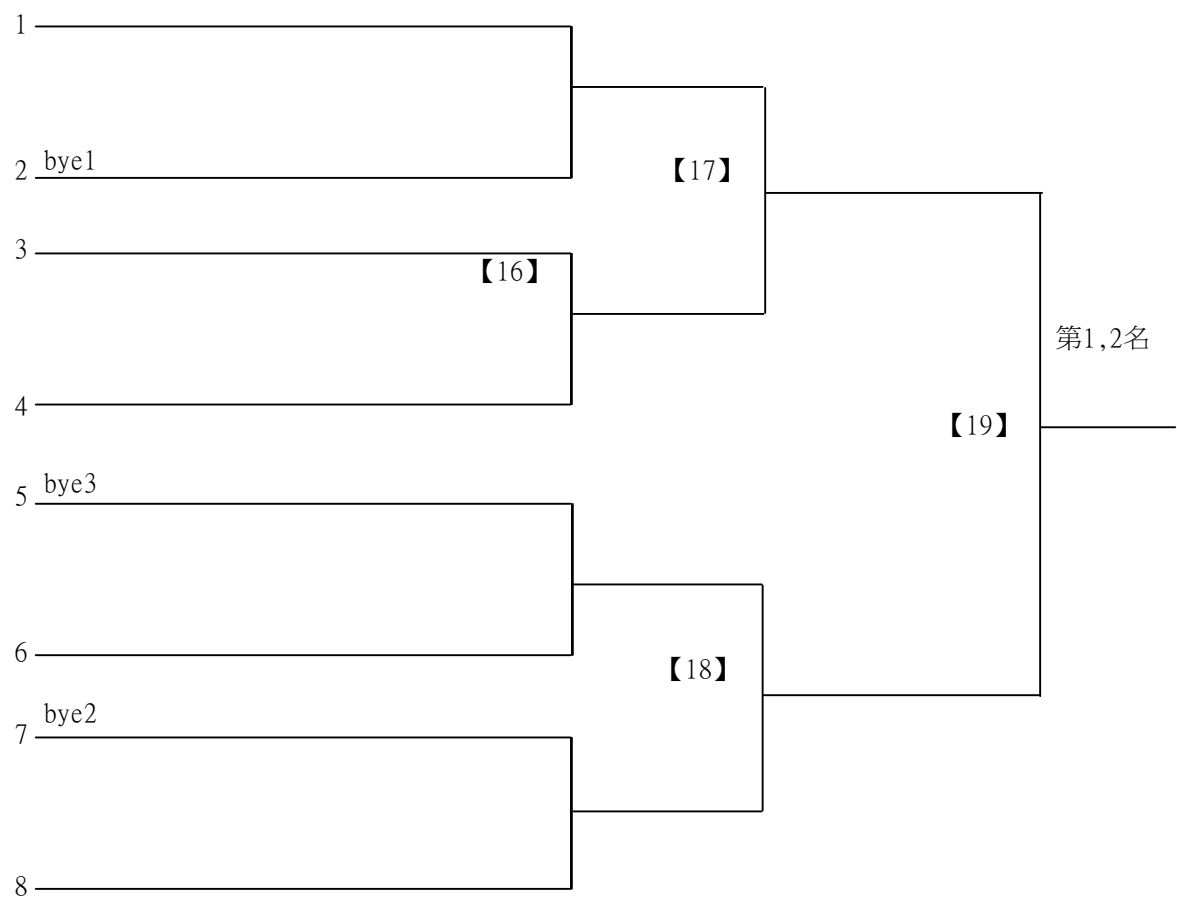 1
2 bye1
【17】
3
【16】
第1,2名
4
【19】
5 bye3
6
【18】
7 bye2
8